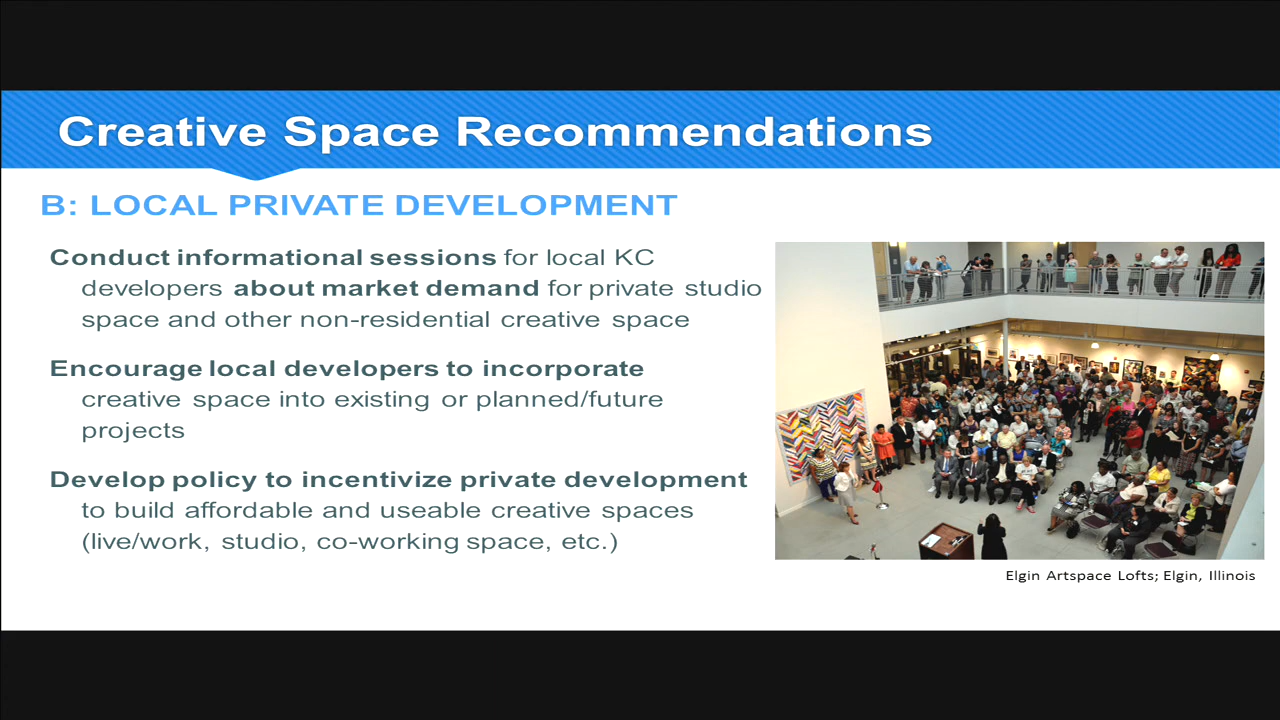 Creative Space Recommendations
B: LOCAL PRIVATE DEVELOPMENT
Conduct informational sessions for local KC
developers about market demand for private studio
space and other non-residential creative space
Encourage local developers to incorporate
creative space into existing or planned/future
projects
Develop policy to incentivize private development
to build affordable and useable creative spaces
(live/work, studio, co-working space, etc.)
Elgin Artspace Lofts; Elgin, Illinois